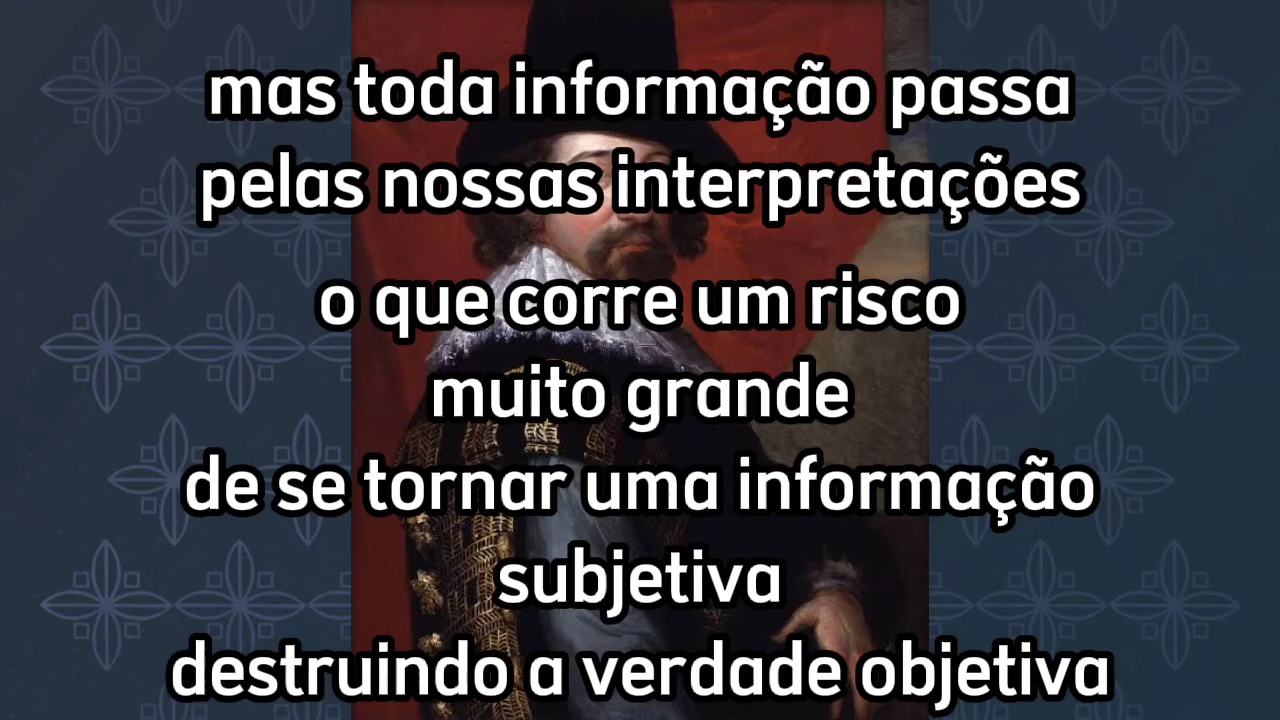 mas toda informação passa
pelas nossas interpretações
o que corre um risco
muito grande
de se tornar uma informação
subjetiva
destruindo a verdade objetiva